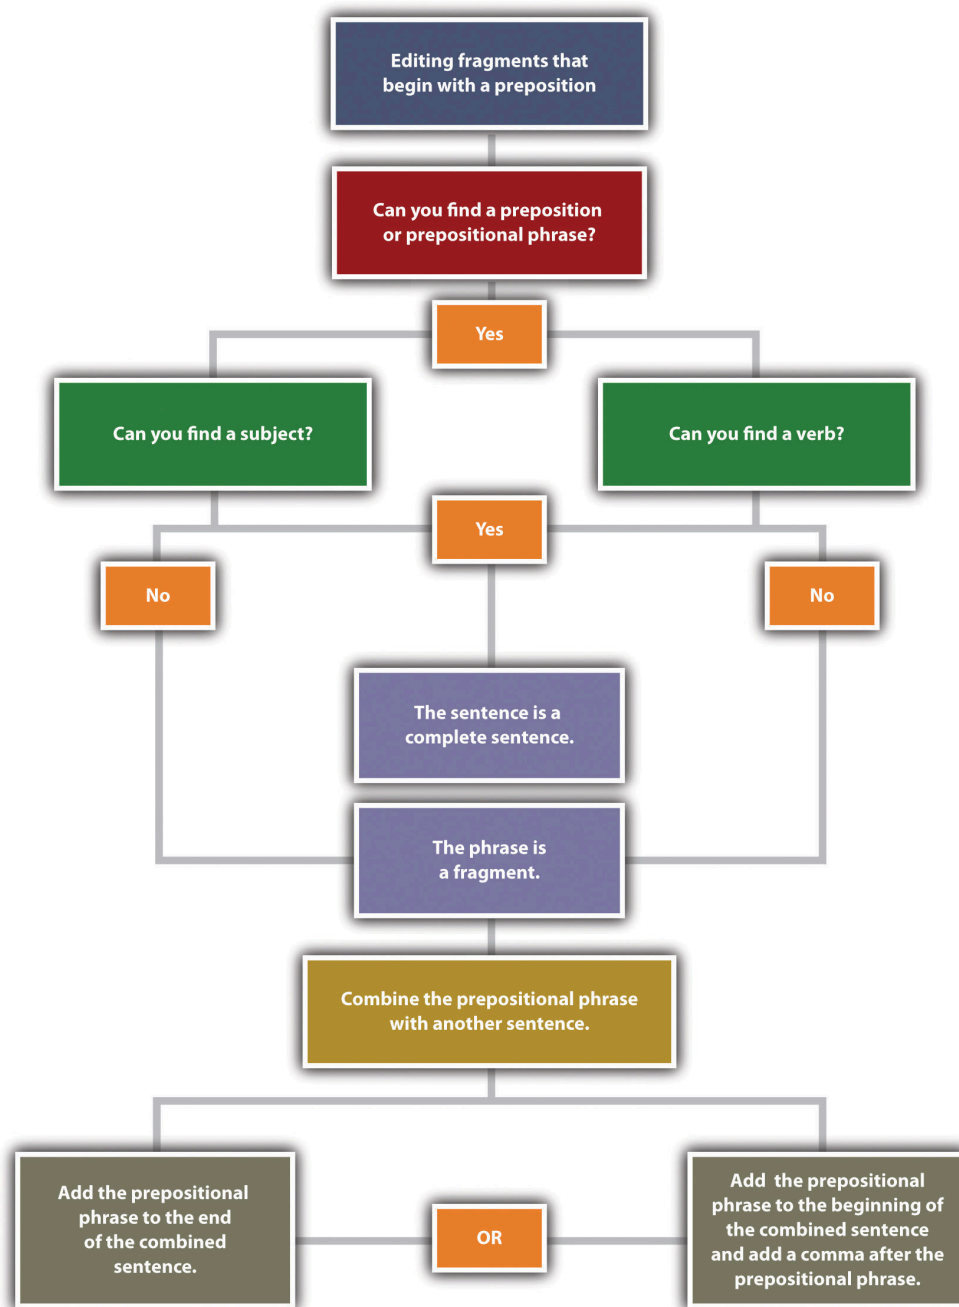 Editing fragments that
begin with a preposition
Can you find a preposition
or prepositional phrase?
Yes
Can you find a subject?
Can you find a verb?
Yes
No
No
The sentence is a
complete sentence.
The phrase is
a fragment.
Combine the prepositional phrase
with another sentence.
Add the prepositional
phrase to the end
of the combined
sentence.
OR
Add the prepositional
phrase to the beginning of
the combined sentence
and add a comma after the
prepositional phrase.